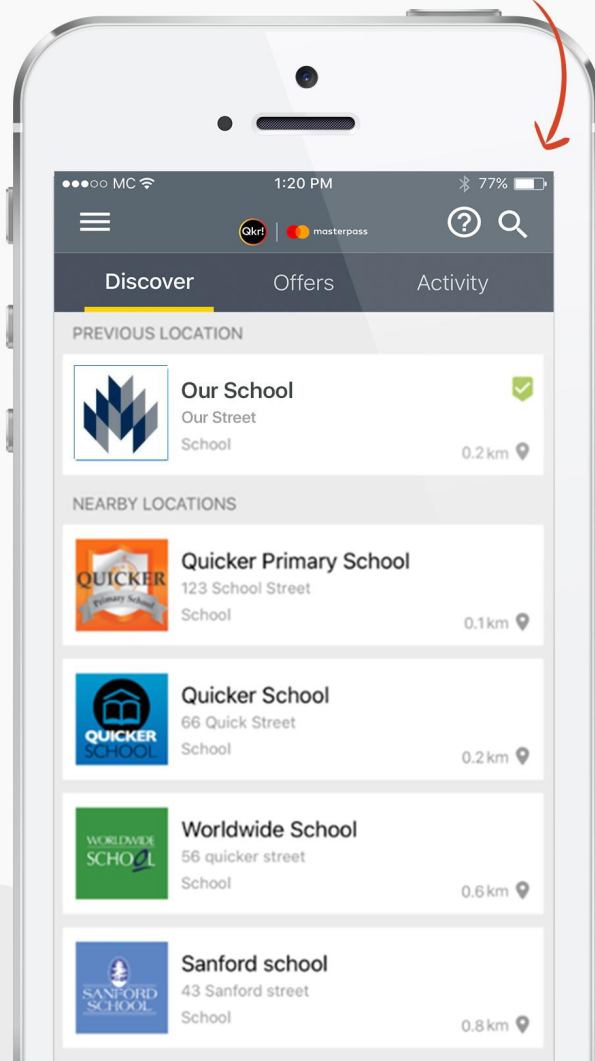 MC
1:20 PM
77%
Qkr!
masterpass
Discover
Offers
Activity
PREVIOUS LOCATION
Our School
Our Street
School
0.2 km
NEARBY LOCATIONS
QUICKER
Primary School
Quicker Primary School
123 School Street
School
0.1 km
QUICKER
SCHOOL
Quicker School
66 Quick Street
School
0.2 km
WORLDWIDE
SCHOOL
Worldwide School
56 quicker street
School
0.6 km
SANFORD
SCHOOL
Sanford school
43 Sanford street
School
0.8 km